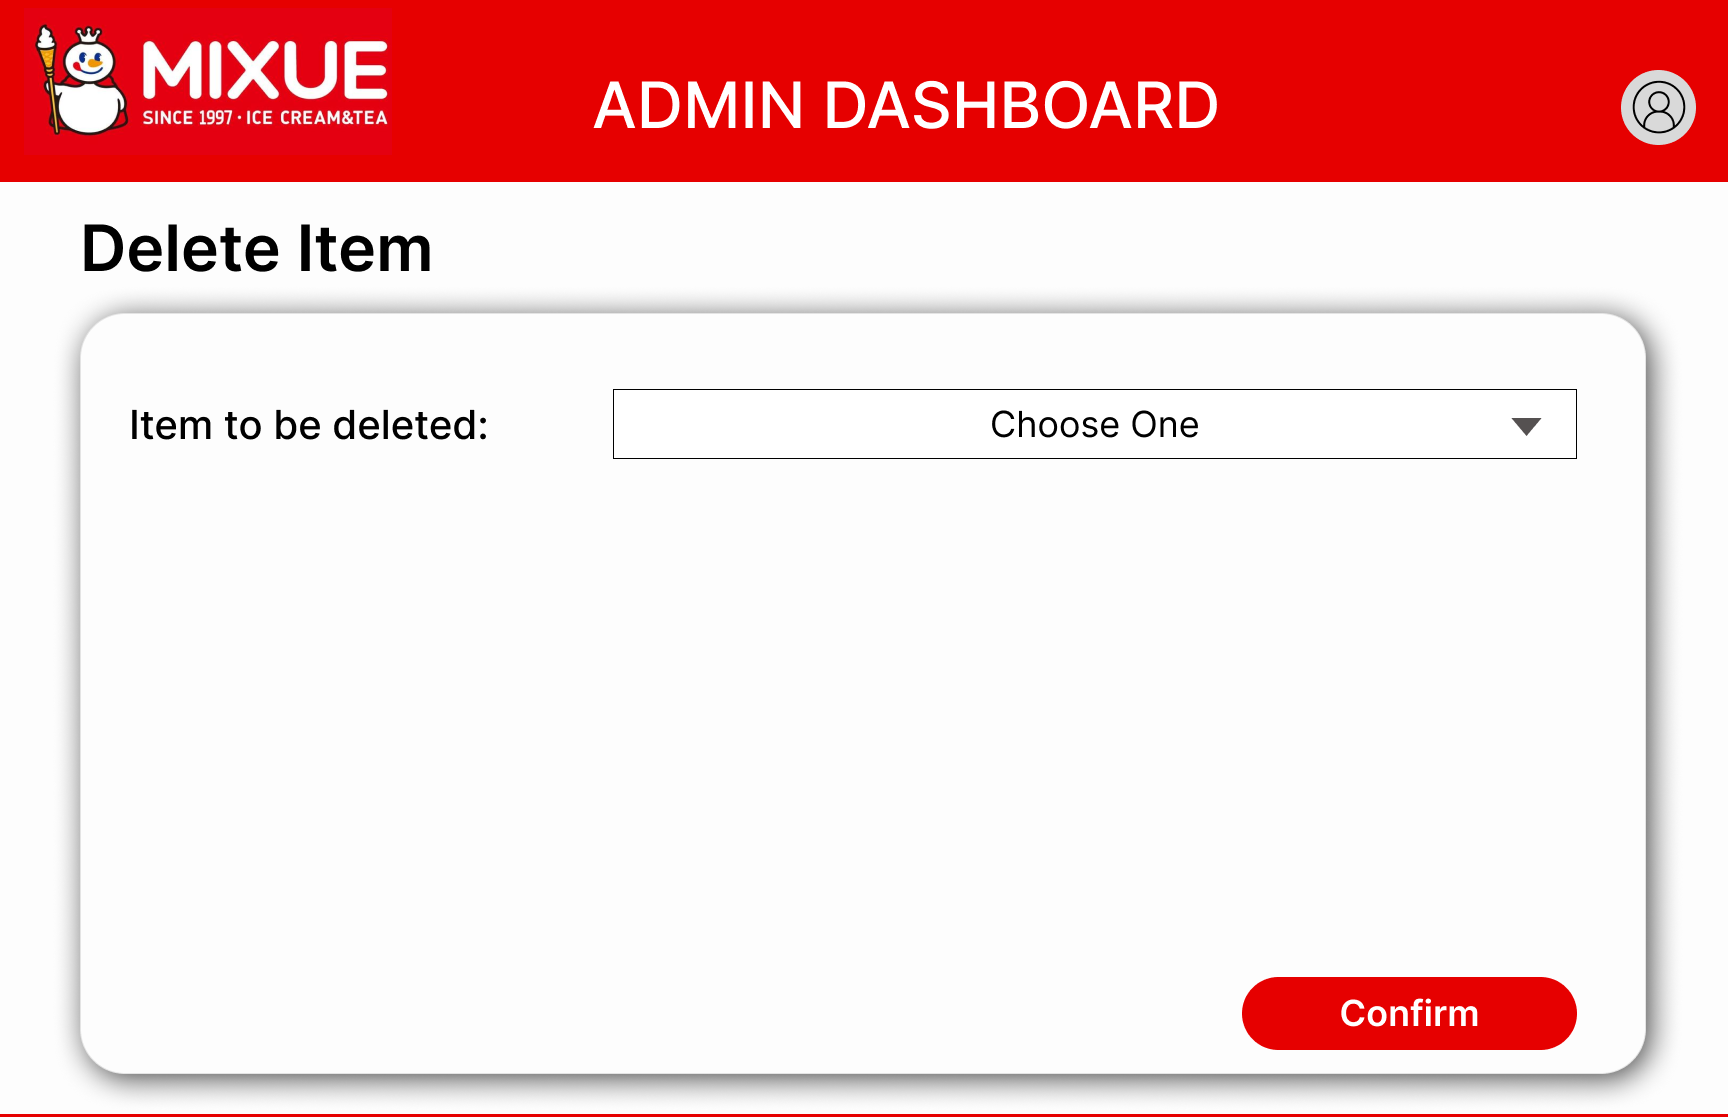 MIXUE
SINCE 1997 · ICE CREAM&TEA
ADMIN DASHBOARD
Delete Item
Item to be deleted:
Choose One
Confirm